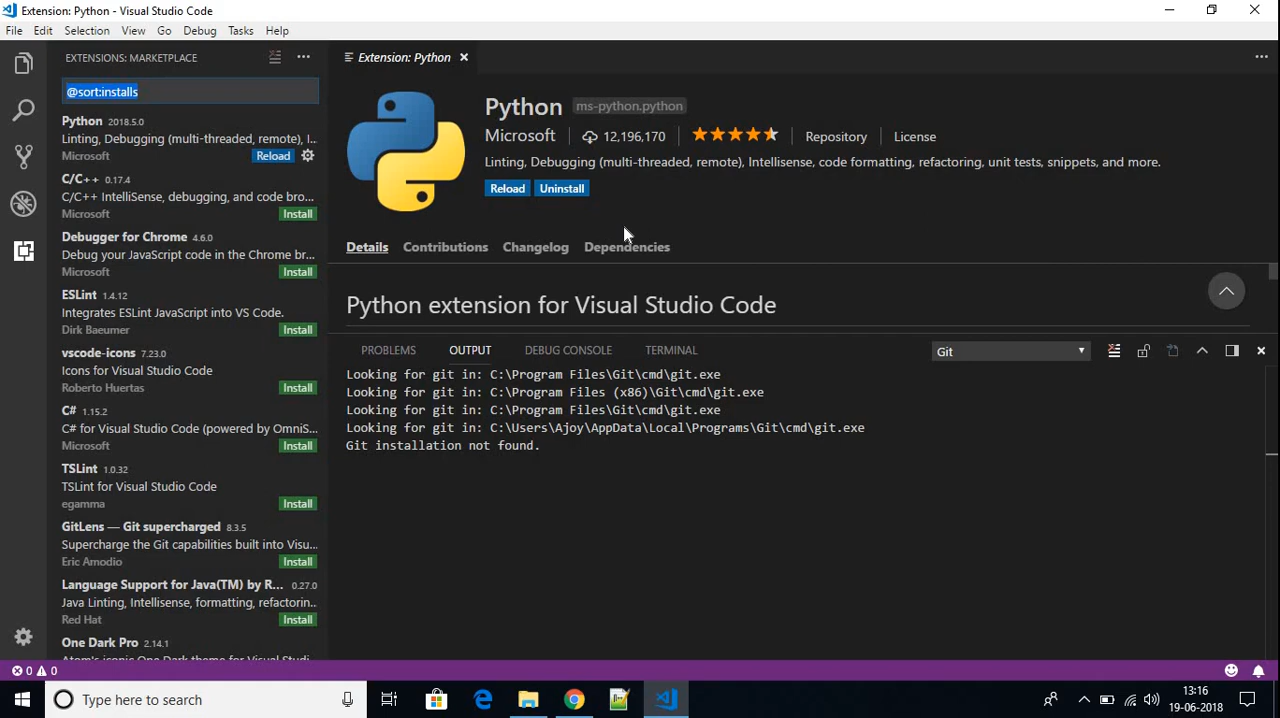 Extension: Python - Visual Studio Code
File Edit Selection View Go Debug Tasks Help
EXTENSIONS: MARKETPLACE
@sort:installs
Python 2018.5.0
Linting, Debugging (multi-threaded, remote), I...
Microsoft Reload
C/C++ 0.17.4
C/C++ IntelliSense, debugging, and code bro...
Microsoft Install
Debugger for Chrome 4.6.0
Debug your JavaScript code in the Chrome br...
Microsoft Install
ESLint 1.4.12
Integrates ESLint JavaScript into VS Code.
Dirk Baeumer Install
vscode-icons 7.23.0
Icons for Visual Studio Code
Roberto Huertas Install
C# 1.15.2
C# for Visual Studio Code (powered by OmniS...
Microsoft Install
TSLint 1.0.32
TSLint for Visual Studio Code
egamma Install
GitLens — Git supercharged 8.3.5
Supercharge the Git capabilities built into Visu...
Eric Amodio Install
Language Support for Java(TM) by R... 0.27.0
Java Linting, Intellisense, formatting, refactorin...
Red Hat Install
One Dark Pro 2.14.1
Atom's iconic One Dark theme for Visual Studi...
Extension: Python
Python ms-python.python
Microsoft 12,196,170 Repository License
Linting, Debugging (multi-threaded, remote), Intellisense, code formatting, refactoring, unit tests, snippets, and more.
Reload Uninstall
Details Contributions Changelog Dependencies
Python extension for Visual Studio Code
PROBLEMS OUTPUT DEBUG CONSOLE TERMINAL Git
Looking for git in: C:\Program Files\Git\cmd\git.exe
Looking for git in: C:\Program Files (x86)\Git\cmd\git.exe
Looking for git in: C:\Program Files\Git\cmd\git.exe
Looking for git in: C:\Users\Ajoy\AppData\Local\Programs\Git\cmd\git.exe
Git installation not found.
0 0
Type here to search
13:16
19-06-2018